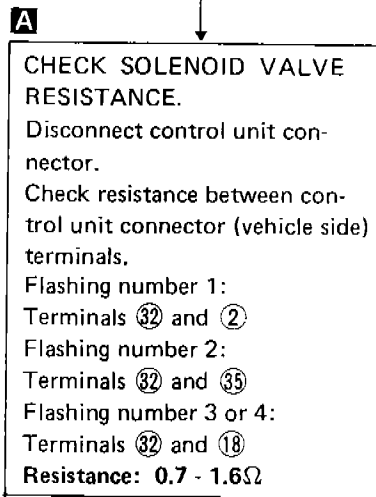 A
CHECK SOLENOID VALVE
RESISTANCE.
Disconnect control unit con-
nector.
Check resistance between con-
trol unit connector (vehicle side)
terminals.
Flashing number 1:
Terminals ㉜ and ②
Flashing number 2:
Terminals ㉜ and ㉟
Flashing number 3 or 4:
Terminals ㉜ and ⑱
Resistance: 0.7 - 1.6Ω